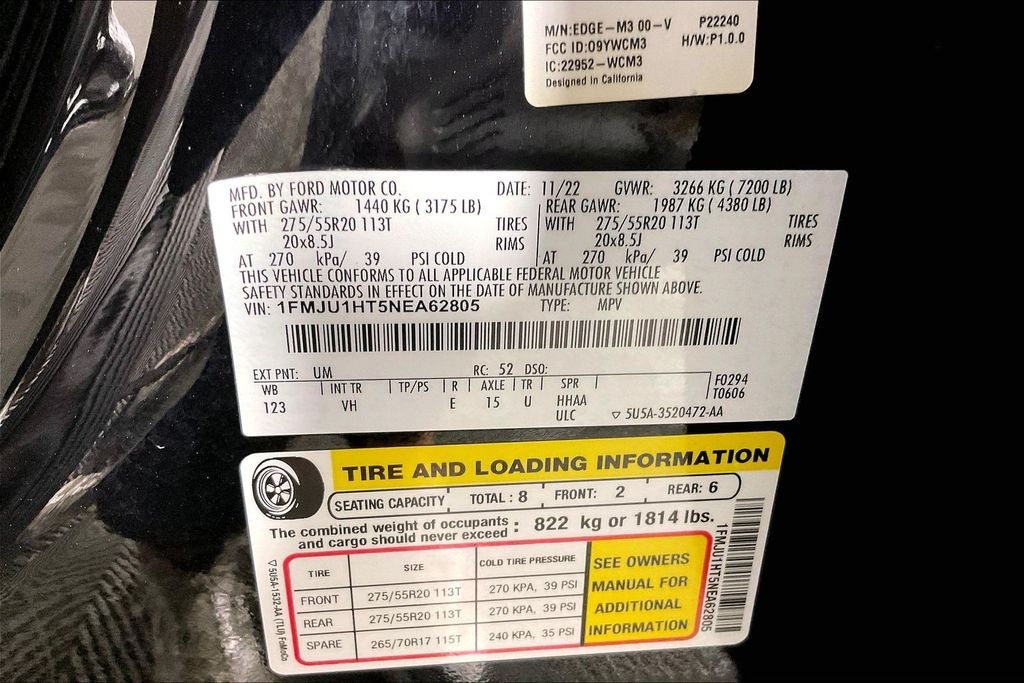 M/N:EDGE-M3 00-V P22240
FCC ID:O9YWCM3 H/W:P1.0.0
IC:22952-WCM3
Designed in California
MFD. BY FORD MOTOR CO. DATE: 11/22 GVWR: 3266 KG ( 7200 LB)
FRONT GAWR: 1440 KG ( 3175 LB) REAR GAWR: 1987 KG ( 4380 LB)
WITH 275/55R20 113T TIRES WITH 275/55R20 113T TIRES
20x8.5J RIMS 20x8.5J RIMS
AT 270 kPa/ 39 PSI COLD AT 270 kPa/ 39 PSI COLD
THIS VEHICLE CONFORMS TO ALL APPLICABLE FEDERAL MOTOR VEHICLE
SAFETY STANDARDS IN EFFECT ON THE DATE OF MANUFACTURE SHOWN ABOVE.
VIN: 1FMJU1HT5NEA62805 TYPE: MPV
EXT PNT: UM RC: 52 DSO:
WB INT TR TP/PS R AXLE TR SPR F0294
123 VH E 15 U HHAA T0606
ULC ▽ 5U5A-3520472-AA
TIRE AND LOADING INFORMATION
SEATING CAPACITY TOTAL : 8 FRONT: 2 REAR: 6
The combined weight of occupants : 822 kg or 1814 lbs.
and cargo should never exceed
TIRE SIZE COLD TIRE PRESSURE
FRONT 275/55R20 113T 270 KPA, 39 PSI
REAR 275/55R20 113T 270 KPA, 39 PSI
SPARE 265/70R17 115T 240 KPA, 35 PSI
SEE OWNERS
MANUAL FOR
ADDITIONAL
INFORMATION
1FMJU1HT5NEA62805
▽ 5U5A-1532-AA (TLU) FoMoCo